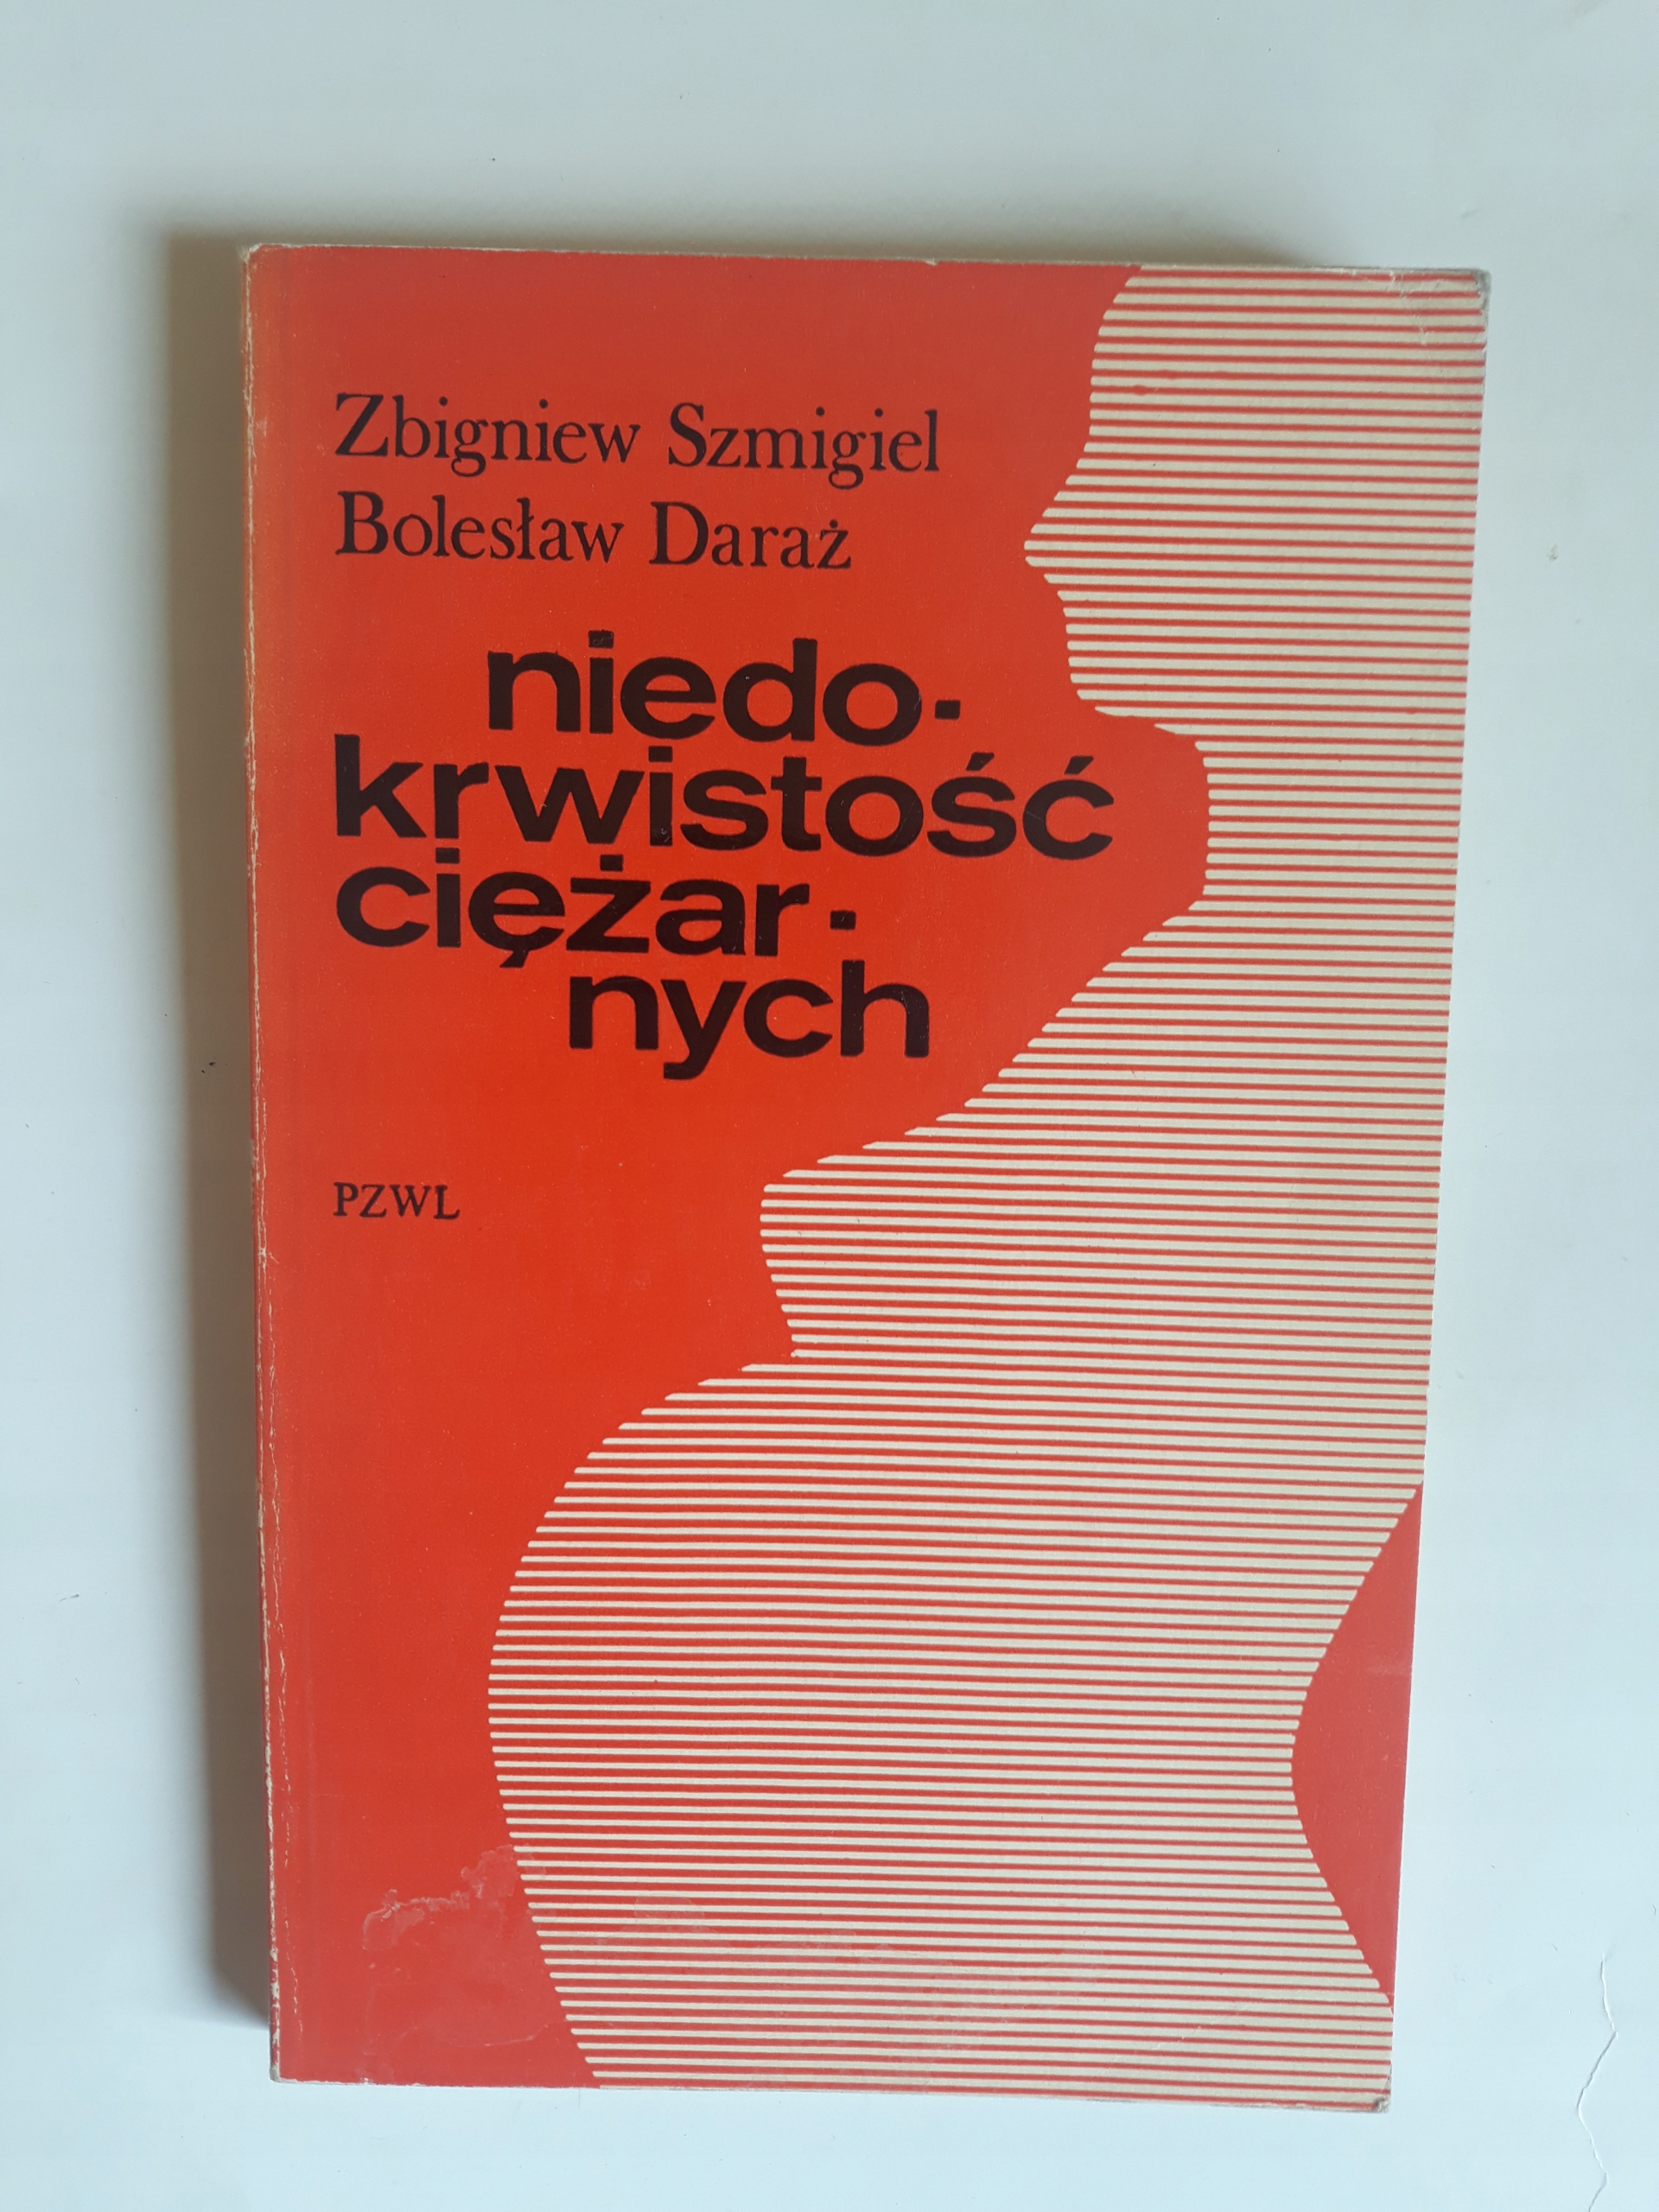 Zbigniew Szmigiel
Bolesław Daraż
niedo-
krwistość
ciężar-
nych
PZWL